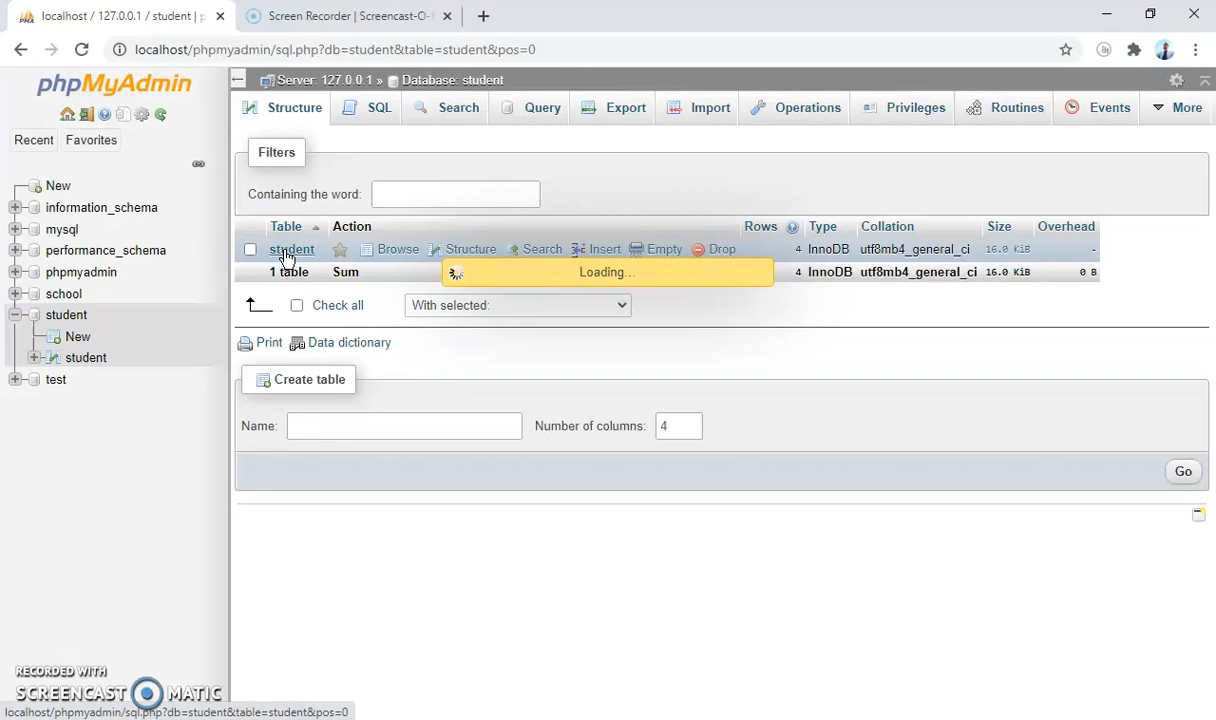 localhost / 127.0.0.1 / student | p
Screen Recorder | Screencast-O-
localhost/phpmyadmin/sql.php?db=student&table=student&pos=0
phpMyAdmin
Server: 127.0.0.1 » Database: student
Structure SQL Search Query Export Import Operations Privileges Routines Events More
Recent Favorites
Filters
Containing the word:
New
information_schema
mysql
performance_schema
phpmyadmin
school
student
New
student
test
Table Action Rows Type Collation Size Overhead
student Browse Structure Search Insert Empty Drop 4 InnoDB utf8mb4_general_ci 16.0 KiB -
1 table Sum 4 InnoDB utf8mb4_general_ci 16.0 KiB 0 B
Loading...
Check all With selected:
Print Data dictionary
Create table
Name: Number of columns: 4
Go
RECORDED WITH
SCREENCAST MATIC
localhost/phpmyadmin/sql.php?db=student&table=student&pos=0